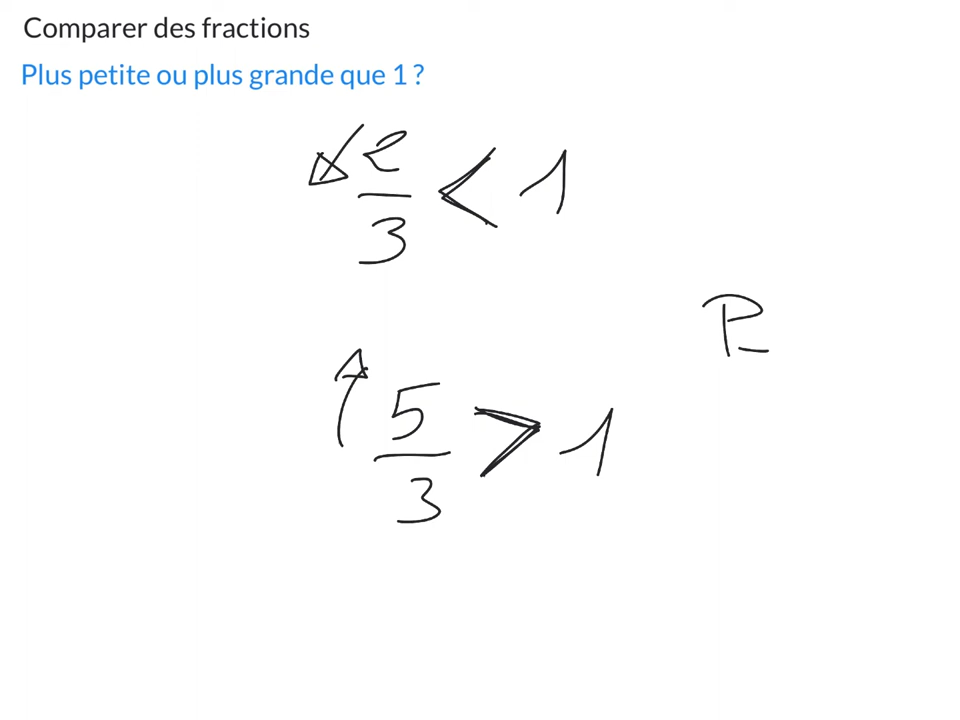 Comparer des fractions
Plus petite ou plus grande que 1 ?
2/3 < 1
P
5/3 > 1